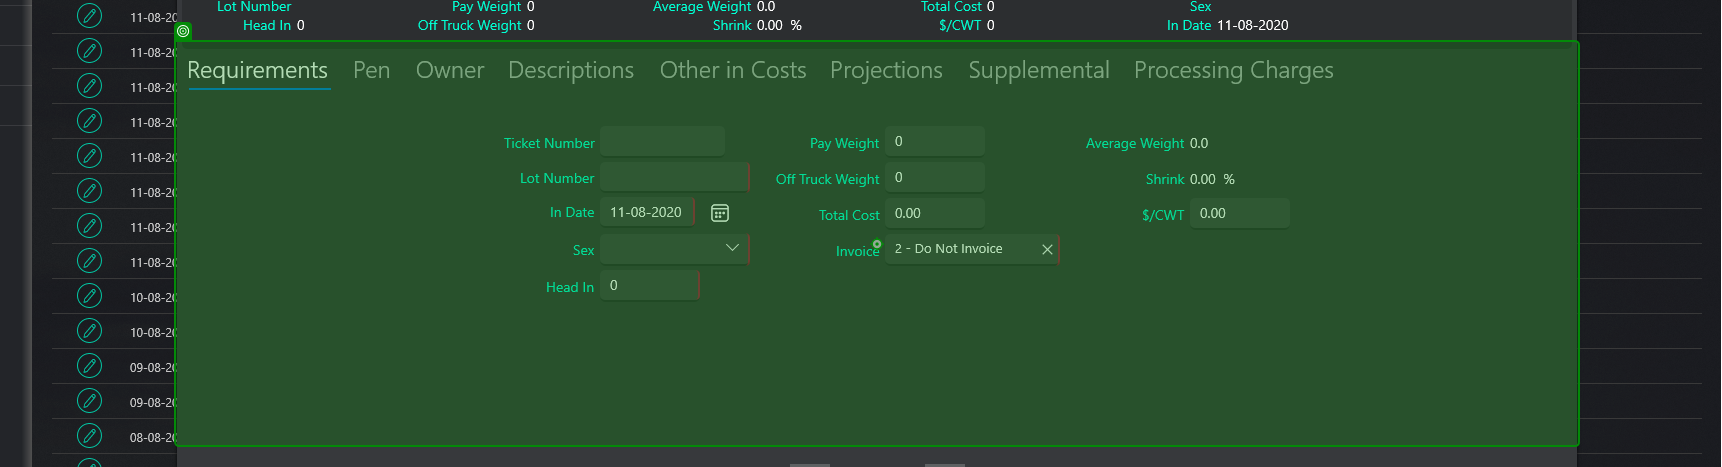 Lot Number Pay Weight 0 Average Weight 0.0 Total Cost 0 Sex
Head In 0 Off Truck Weight 0 Shrink 0.00 % $/CWT 0 In Date 11-08-2020
Requirements Pen Owner Descriptions Other in Costs Projections Supplemental Processing Charges
Ticket Number Pay Weight 0 Average Weight 0.0
Lot Number Off Truck Weight 0 Shrink 0.00 %
In Date 11-08-2020 Total Cost 0.00 $/CWT 0.00
Sex Invoice 2 - Do Not Invoice
Head In 0
11-08-20
11-08-20
11-08-20
11-08-20
11-08-20
11-08-20
11-08-20
11-08-20
10-08-20
10-08-20
09-08-20
09-08-20
08-08-20